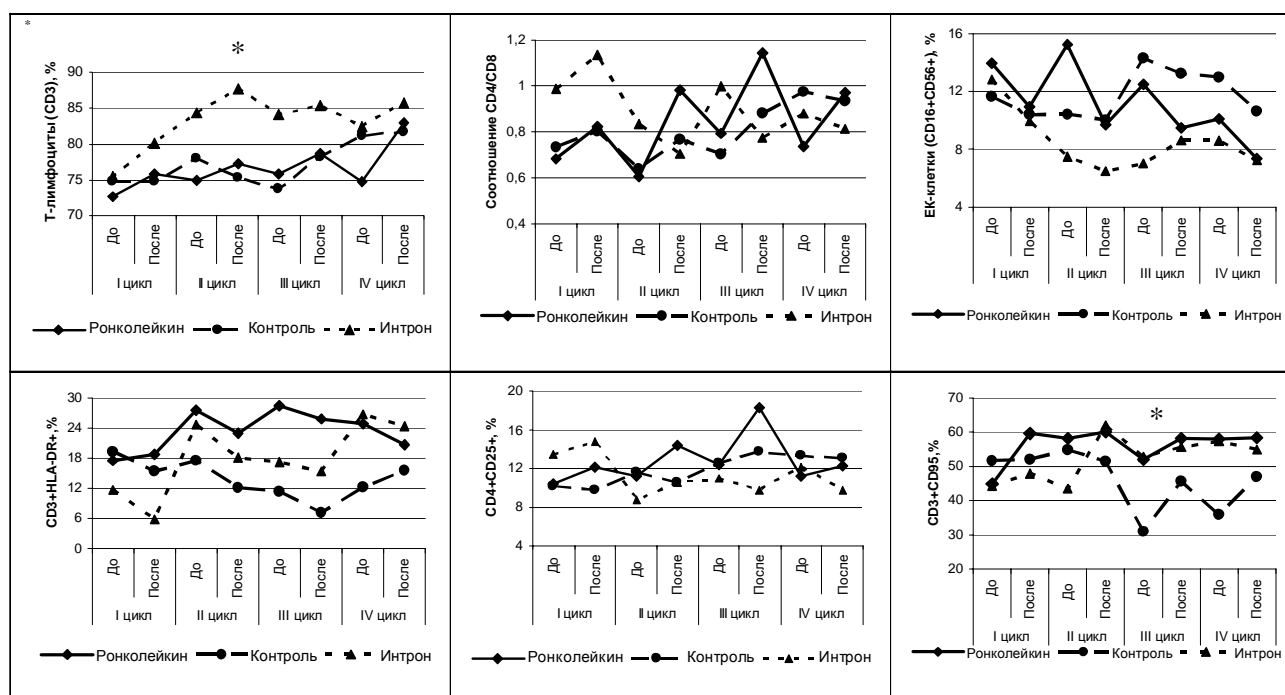 *
*
Т-лимфоциты (CD3), %
90
85
80
75
70
До После До После До После До После
I цикл II цикл III цикл IV цикл
Ронколейкин Контроль Интрон
Соотношение CD4/CD8
1,2
1
0,8
0,6
0,4
До После До После До После До После
I цикл II цикл III цикл IV цикл
Ронколейкин Контроль Интрон
ЕК-клетки (CD16+CD56+), %
16
12
8
4
До После До После До После До После
I цикл II цикл III цикл IV цикл
Ронколейкин Контроль Интрон
CD3+HLA-DR+,%
30
24
18
12
6
0
До После До После До После До После
I цикл II цикл III цикл IV цикл
Ронколейкин Контроль Интрон
CD4+CD25+, %
20
16
12
8
4
До После До После До После До После
I цикл II цикл III цикл IV цикл
Ронколейкин Контроль Интрон
*
CD3+CD95,%
70
60
50
40
30
20
До После До После До После До После
I цикл II цикл III цикл IV цикл
Ронколейкин Контроль Интрон